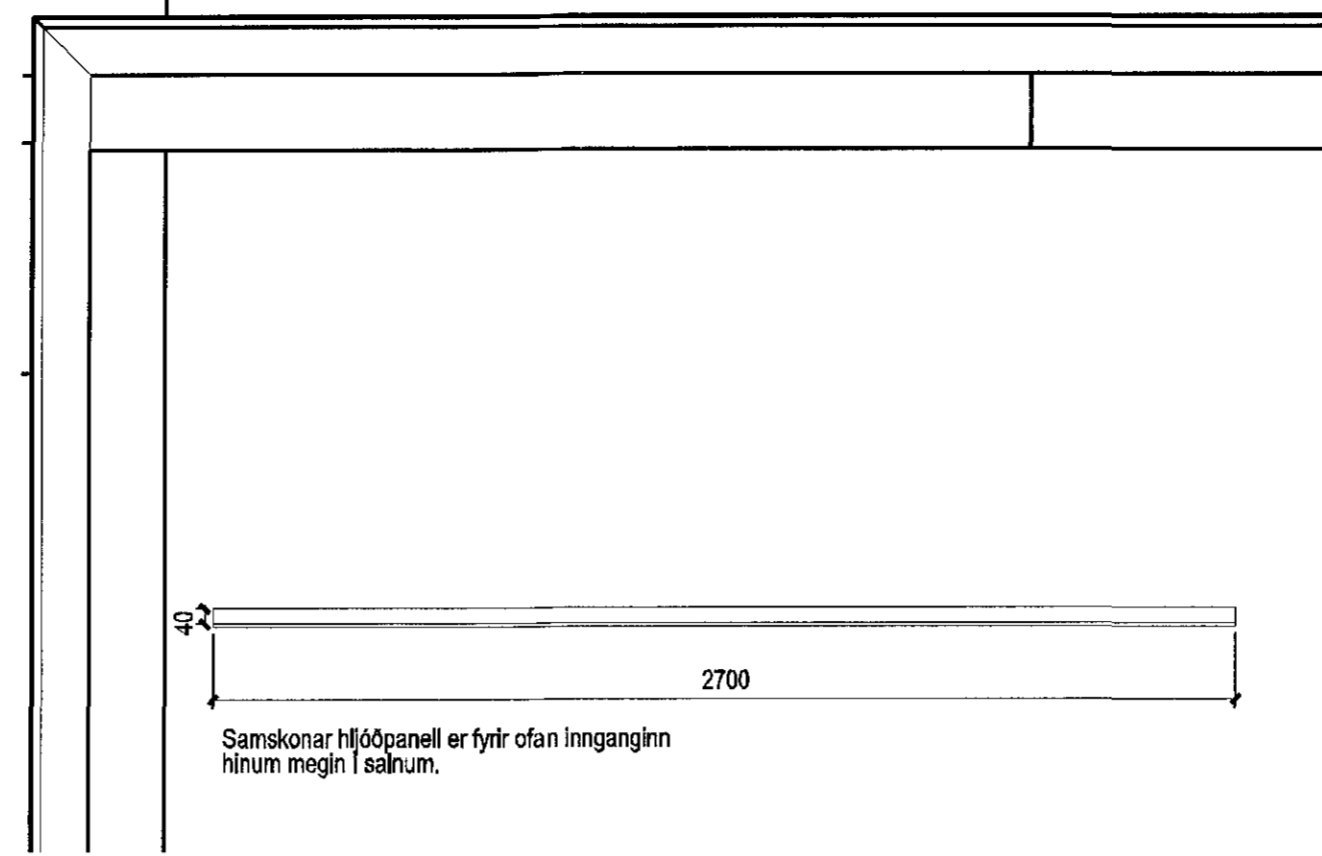 40
2700
Samskonar hljóðpanell er fyrir ofan innganginn
hinum megin í salnum.